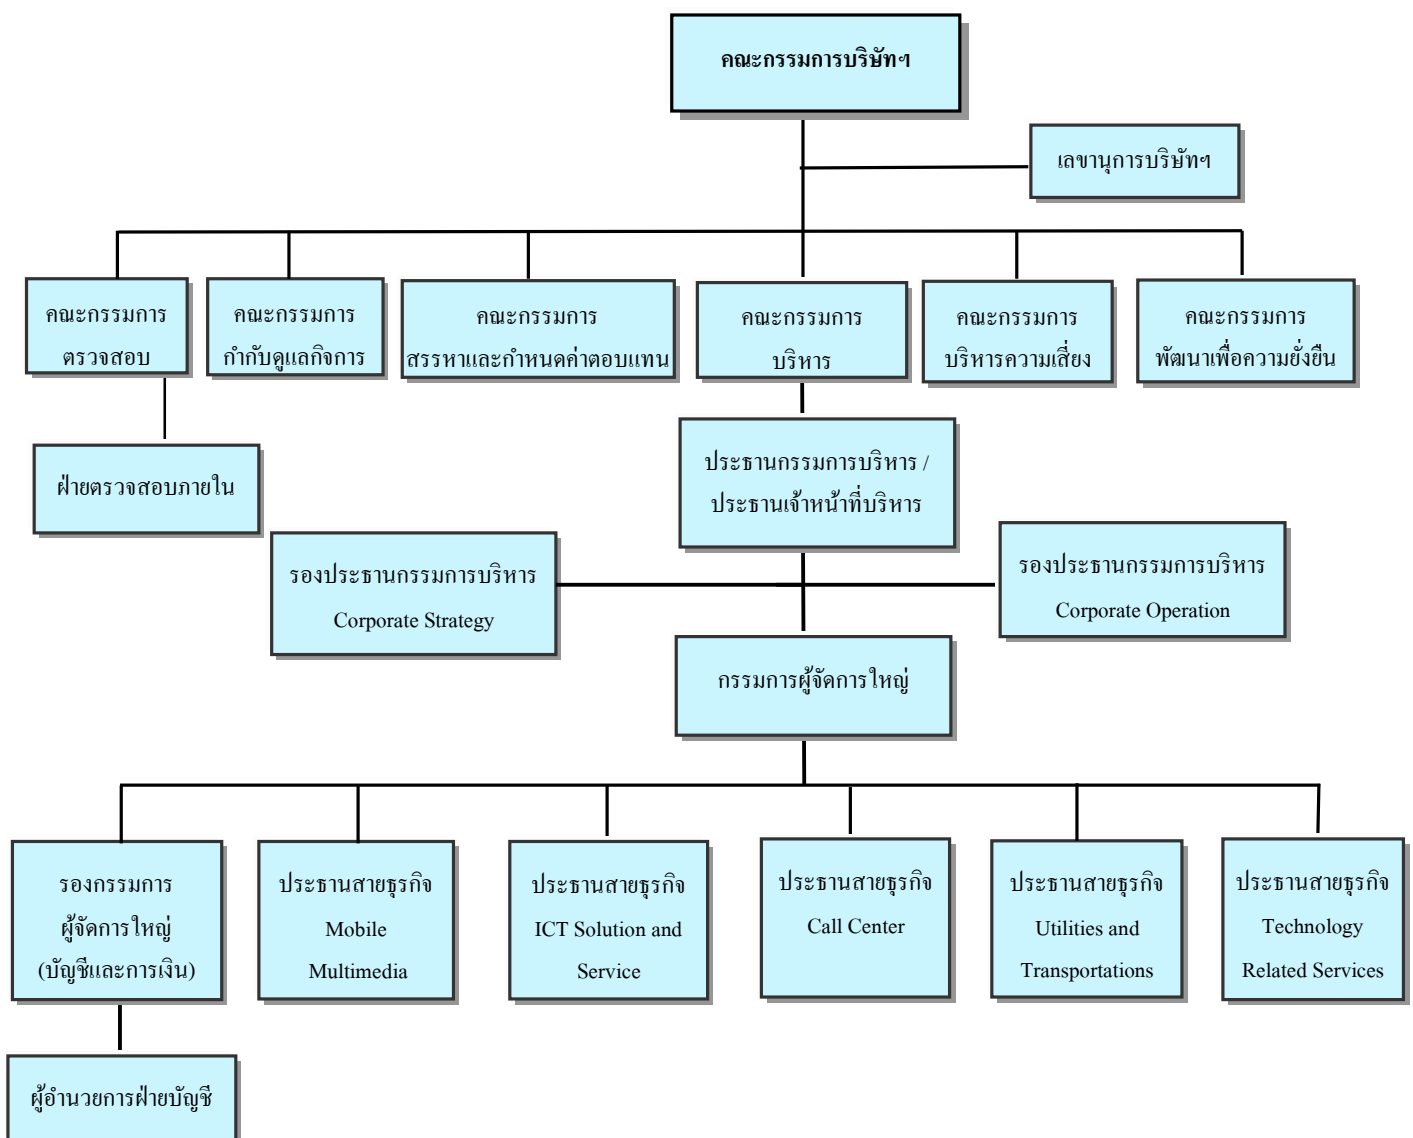 คณะกรรมการบริษัทฯ
เลขานุการบริษัทฯ
คณะกรรมการ
ตรวจสอบ
คณะกรรมการ
กำกับดูแลกิจการ
คณะกรรมการ
สรรหาและกำหนดค่าตอบแทน
คณะกรรมการ
บริหาร
คณะกรรมการ
บริหารความเสี่ยง
คณะกรรมการ
พัฒนาเพื่อความยั่งยืน
ฝ่ายตรวจสอบภายใน
ประธานกรรมการบริหาร /
ประธานเจ้าหน้าที่บริหาร
รองประธานกรรมการบริหาร
Corporate Strategy
รองประธานกรรมการบริหาร
Corporate Operation
กรรมการผู้จัดการใหญ่
รองกรรมการ
ผู้จัดการใหญ่
(บัญชีและการเงิน)
ประธานสายธุรกิจ
Mobile
Multimedia
ประธานสายธุรกิจ
ICT Solution and
Service
ประธานสายธุรกิจ
Call Center
ประธานสายธุรกิจ
Utilities and
Transportations
ประธานสายธุรกิจ
Technology
Related Services
ผู้อำนวยการฝ่ายบัญชี